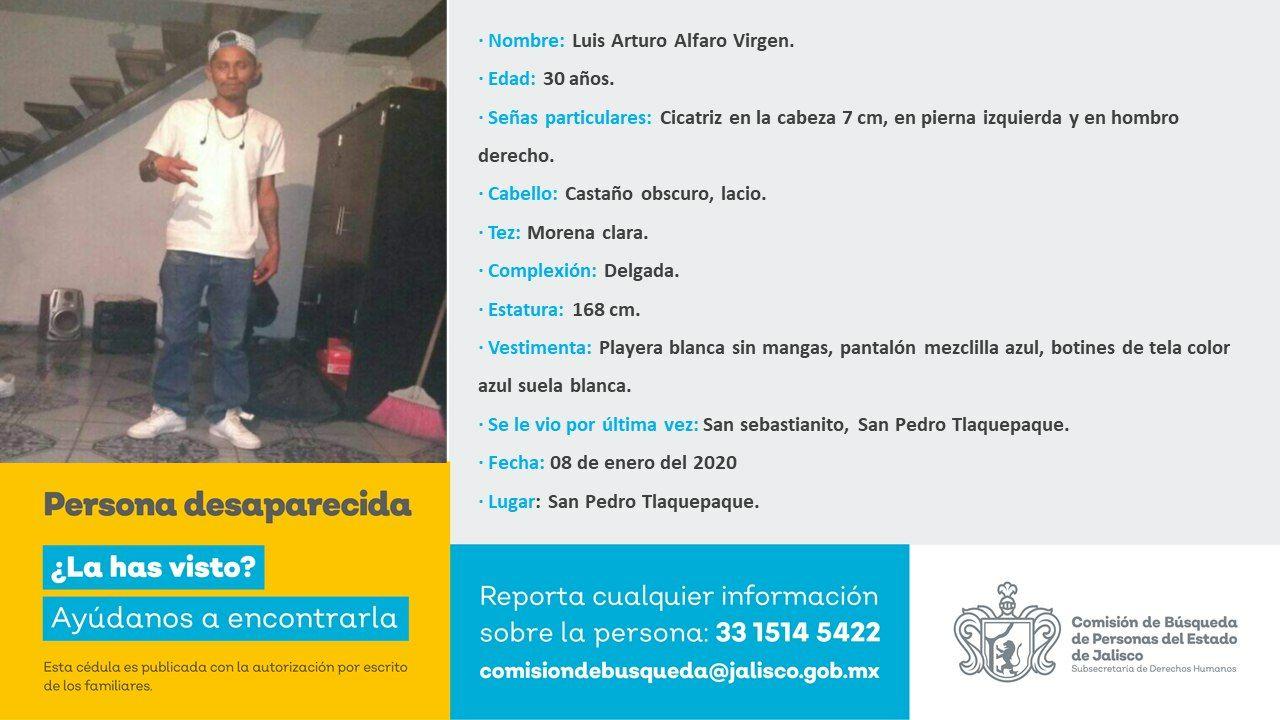 · Nombre: Luis Arturo Alfaro Virgen.
· Edad: 30 años.
· Señas particulares: Cicatriz en la cabeza 7 cm, en pierna izquierda y en hombro
derecho.
· Cabello: Castaño obscuro, lacio.
· Tez: Morena clara.
· Complexión: Delgada.
· Estatura: 168 cm.
· Vestimenta: Playera blanca sin mangas, pantalón mezclilla azul, botines de tela color
azul suela blanca.
· Se le vio por última vez: San sebastianito, San Pedro Tlaquepaque.
· Fecha: 08 de enero del 2020
· Lugar: San Pedro Tlaquepaque.
Persona desaparecida
¿La has visto?
Ayúdanos a encontrarla
Esta cédula es publicada con la autorización por escrito
de los familiares.
Reporta cualquier información
sobre la persona: 33 1514 5422
comisiondebusqueda@jalisco.gob.mx
Comisión de Búsqueda
de Personas del Estado
de Jalisco
Subsecretaría de Derechos Humanos